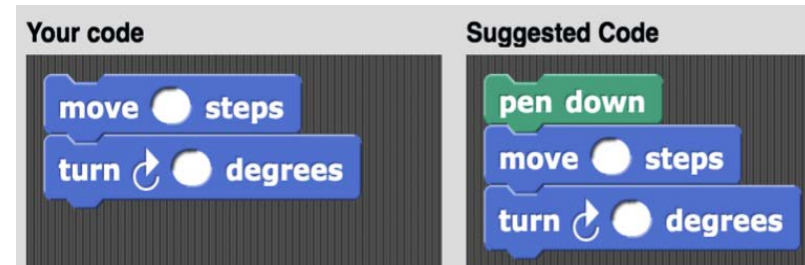 Your code
move steps
turn degrees
Suggested Code
pen down
move steps
turn degrees